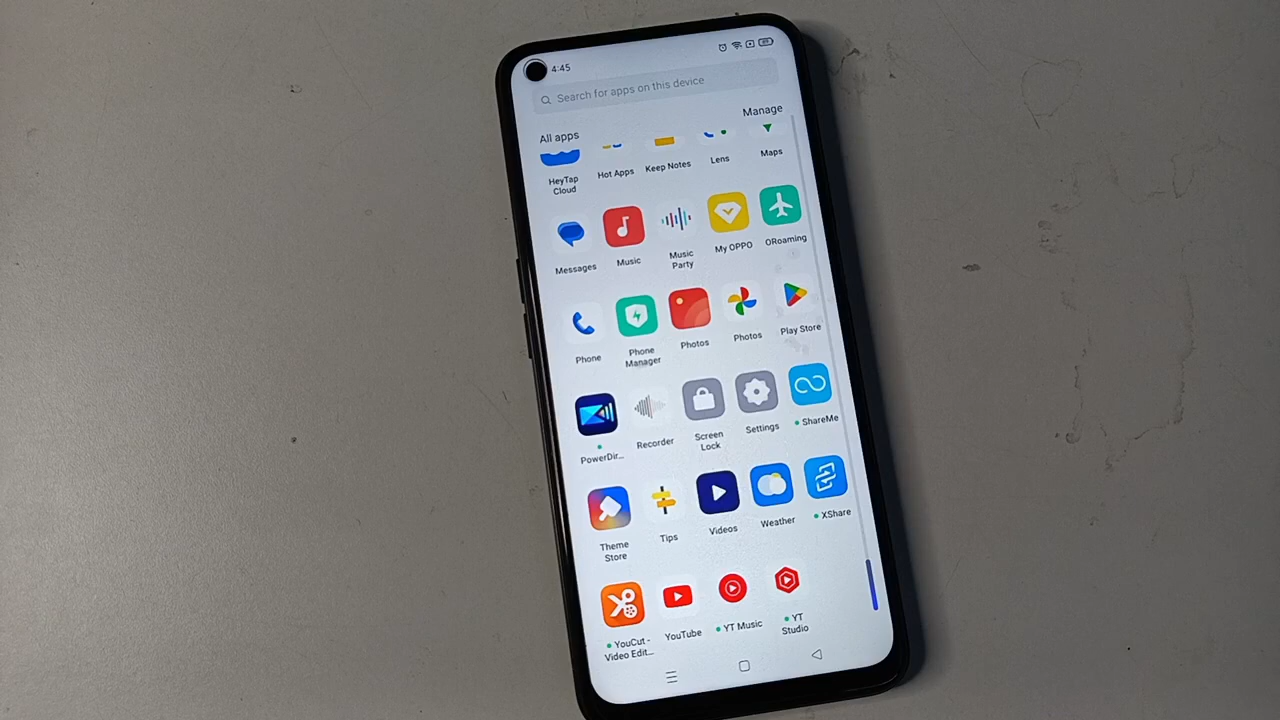 4:45
Search for apps on this device
Manage
All apps
HeyTap
Cloud
Hot Apps
Keep Notes
Lens
Maps
Messages
Music
Music
Party
My OPPO
ORoaming
Phone
Phone
Manager
Photos
Photos
Play Store
PowerDir...
Recorder
Screen
Lock
Settings
ShareMe
Theme
Store
Tips
Videos
Weather
XShare
YouCut -
Video Edit...
YouTube
YT Music
YT
Studio